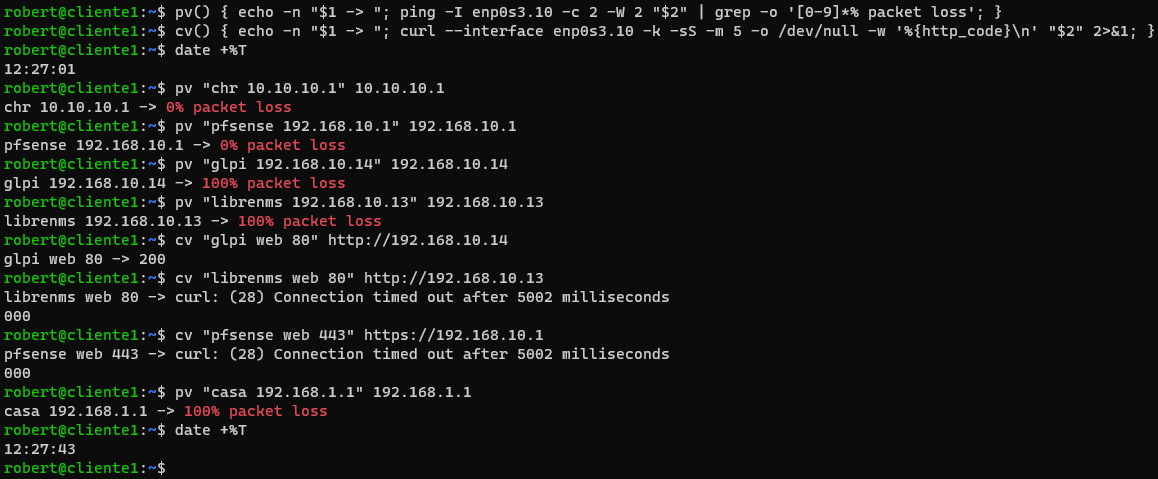 robert@cliente1:~$ pv() { echo -n "$1 -> "; ping -I enp0s3.10 -c 2 -W 2 "$2" | grep -o '[0-9]*% packet loss'; }
robert@cliente1:~$ cv() { echo -n "$1 -> "; curl --interface enp0s3.10 -k -sS -m 5 -o /dev/null -w '%{http_code}\n' "$2" 2>&1; }
robert@cliente1:~$ date +%T
12:27:01
robert@cliente1:~$ pv "chr 10.10.10.1" 10.10.10.1
chr 10.10.10.1 -> 0% packet loss
robert@cliente1:~$ pv "pfsense 192.168.10.1" 192.168.10.1
pfsense 192.168.10.1 -> 0% packet loss
robert@cliente1:~$ pv "glpi 192.168.10.14" 192.168.10.14
glpi 192.168.10.14 -> 100% packet loss
robert@cliente1:~$ pv "librenms 192.168.10.13" 192.168.10.13
librenms 192.168.10.13 -> 100% packet loss
robert@cliente1:~$ cv "glpi web 80" http://192.168.10.14
glpi web 80 -> 200
robert@cliente1:~$ cv "librenms web 80" http://192.168.10.13
librenms web 80 -> curl: (28) Connection timed out after 5002 milliseconds
000
robert@cliente1:~$ cv "pfsense web 443" https://192.168.10.1
pfsense web 443 -> curl: (28) Connection timed out after 5002 milliseconds
000
robert@cliente1:~$ pv "casa 192.168.1.1" 192.168.1.1
casa 192.168.1.1 -> 100% packet loss
robert@cliente1:~$ date +%T
12:27:43
robert@cliente1:~$